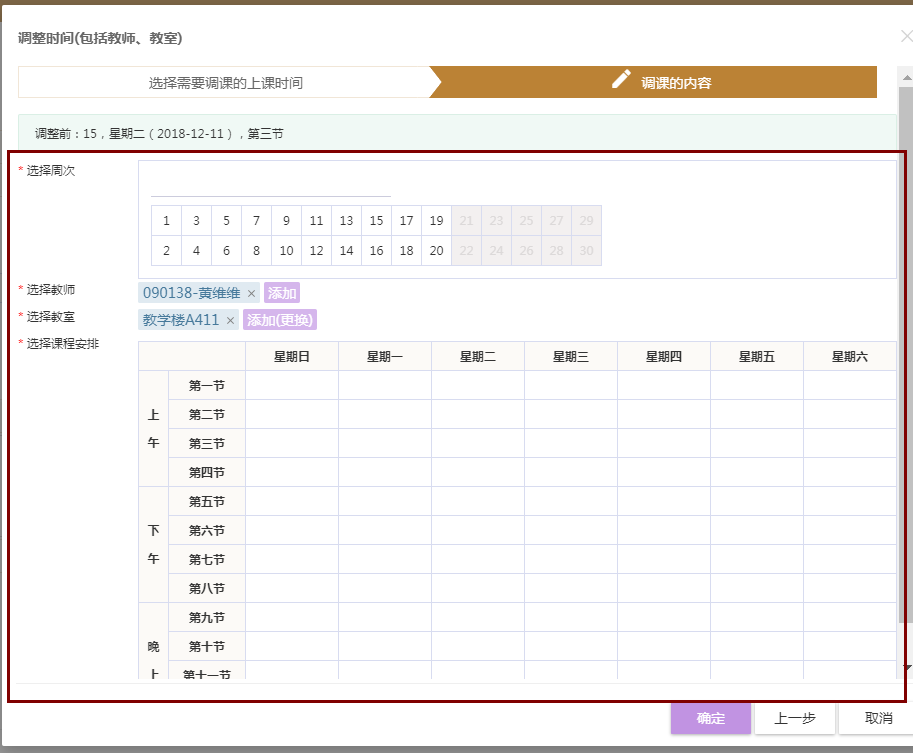 调整时间(包括教师、教室)
选择需要调课的上课时间 调课的内容
调整前：15，星期二（2018-12-11），第三节
* 选择周次
1 3 5 7 9 11 13 15 17 19 21 23 25 27 29
2 4 6 8 10 12 14 16 18 20 22 24 26 28 30
* 选择教师 090138-黄维维 × 添加
* 选择教室 教学楼A411 × 添加(更换)
* 选择课程安排
星期日 星期一 星期二 星期三 星期四 星期五 星期六
上午
第一节
第二节
第三节
第四节
下午
第五节
第六节
第七节
第八节
晚上
第九节
第十节
第十一节
确定 上一步 取消